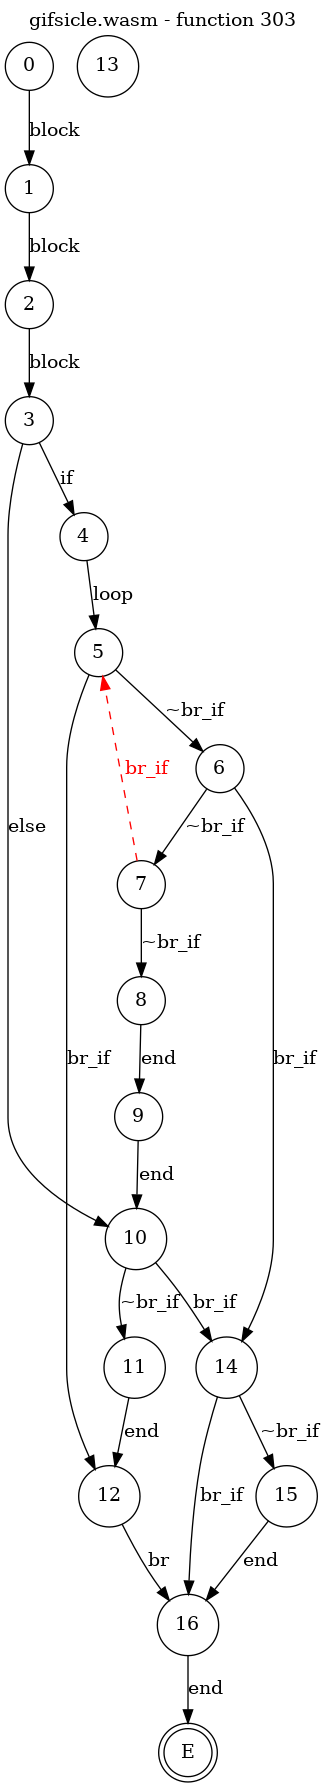 gifsicle.wasm - function 303
0
13
block
1
block
2
block
3
if
4
loop
5
~br_if
6
br_if
else
~br_if
7
~br_if
br_if
br_if
8
end
9
end
10
~br_if
br_if
11
14
end
~br_if
12
br_if
15
br
end
16
end
E